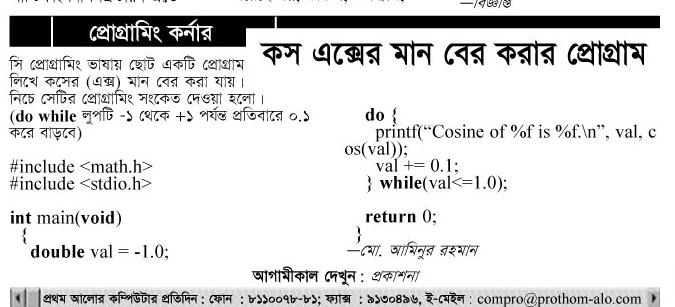 —বিজ্ঞপ্তি
প্রোগ্রামিং কর্নার
কস এক্সের মান বের করার প্রোগ্রাম
সি প্রোগ্রামিং ভাষায় ছোট একটি প্রোগ্রাম
লিখে কসের (এক্স) মান বের করা যায়।
নিচে সেটির প্রোগ্রামিং সংকেত দেওয়া হলো।
(do while লুপটি -১ থেকে +১ পর্যন্ত প্রতিবারে ০.১
করে বাড়বে)
#include <math.h>
#include <stdio.h>
int main(void)
{
double val = -1.0;
do {
printf(“Cosine of %f is %f.\n”, val, c
os(val));
val += 0.1;
} while(val<=1.0);
return 0;
}
—মো. আমিনুর রহমান
আগামীকাল দেখুন : প্রকাশনা
প্রথম আলোর কম্পিউটার প্রতিদিন : ফোন : ৮১১০০৭৮-৮১; ফ্যাক্স : ৯১৩০৪৯৬, ই-মেইল : compro@prothom-alo.com